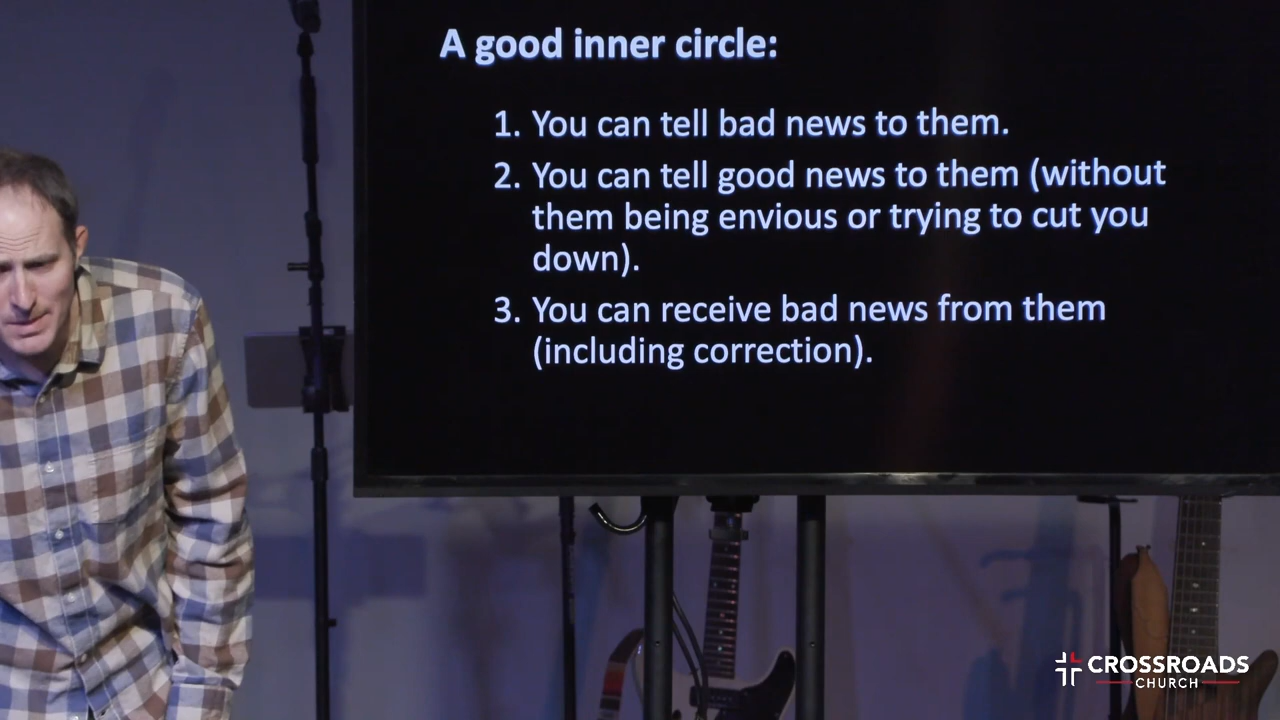 A good inner circle:
1. You can tell bad news to them.
2. You can tell good news to them (without
them being envious or trying to cut you
down).
3. You can receive bad news from them
(including correction).
CROSSROADS
CHURCH